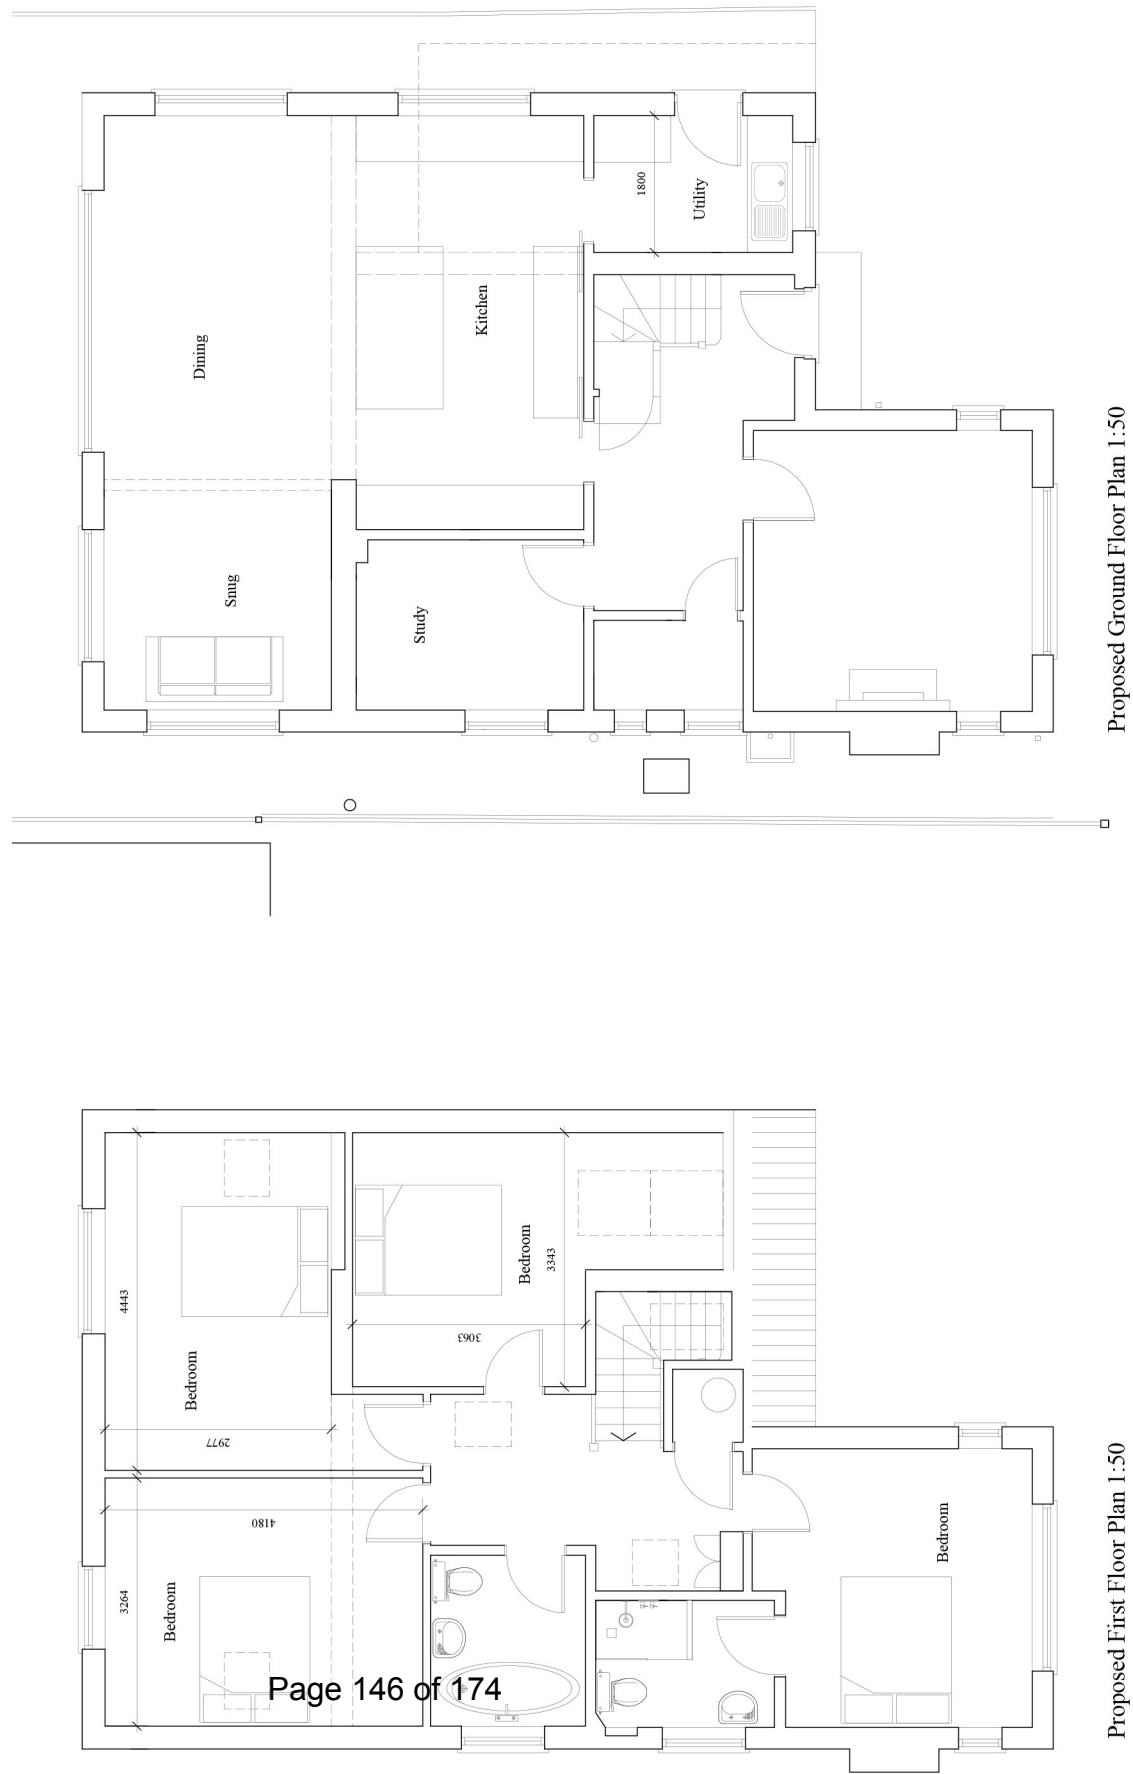 Dining
Kitchen
1800
Utility
Snug
Study
Proposed Ground Floor Plan 1:50
4443
Bedroom
2977
Bedroom
3343
3063
3264
Bedroom
4180
Bedroom
Proposed First Floor Plan 1:50
Page 146 of 174